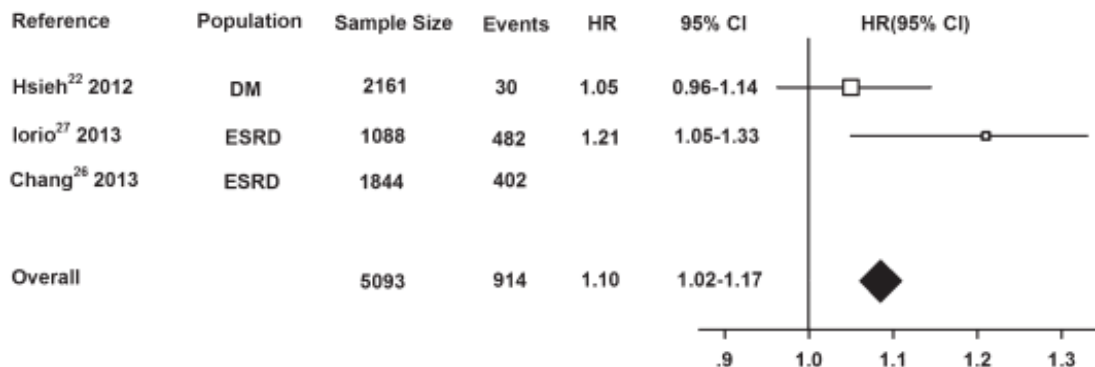 Reference Population Sample Size Events HR 95% CI HR(95% CI)
Hsieh22 2012 DM 2161 30 1.05 0.96-1.14
Iorio27 2013 ESRD 1088 482 1.21 1.05-1.33
Chang26 2013 ESRD 1844 402
Overall 5093 914 1.10 1.02-1.17
.9 1.0 1.1 1.2 1.3